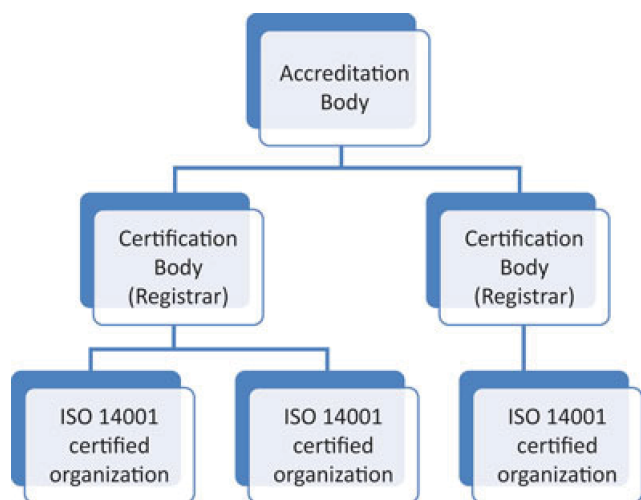 Accreditation
Body
Certification
Body
(Registrar)
Certification
Body
(Registrar)
ISO 14001
certified
organization
ISO 14001
certified
organization
ISO 14001
certified
organization